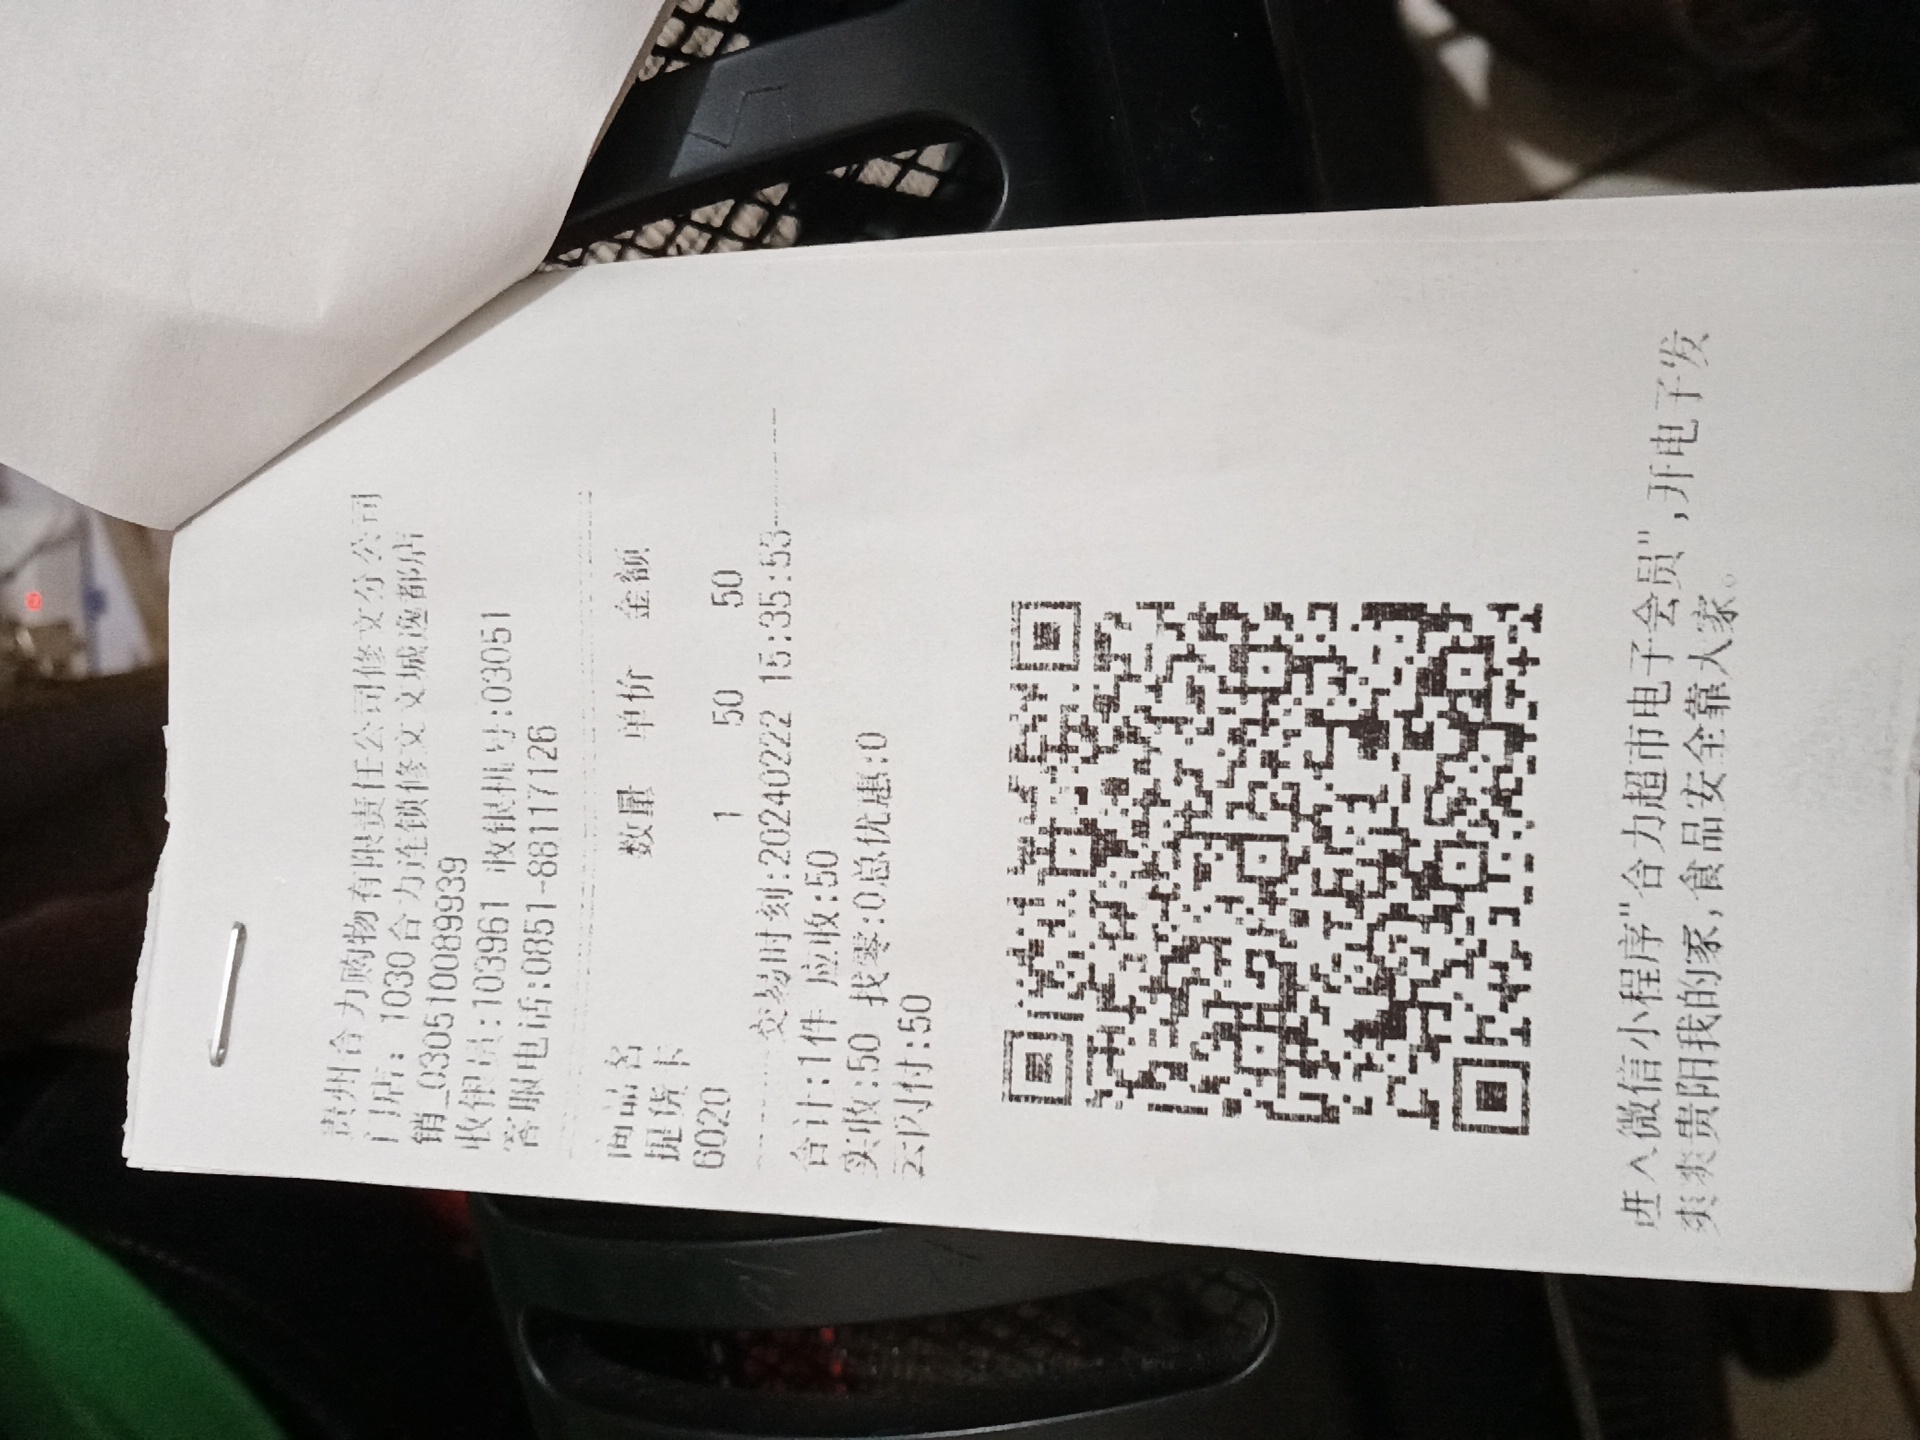 贵州合力购物有限责任公司修文分公司
门店: 1030合力连锁修文文城逸都店
销_030510089939
收银员:103961 收银机号:03051
客服电话:0851-88117126
商品名 数量 单价 金额
提货卡
6020 1 50 50
交易时刻:20240222 15:35:53
合计:1件 应收:50
实收:50 找零:0总优惠:0
云闪付:50
进入微信小程序"合力超市电子会员",开电子发
爽爽贵阳我的家,食品安全靠大家。